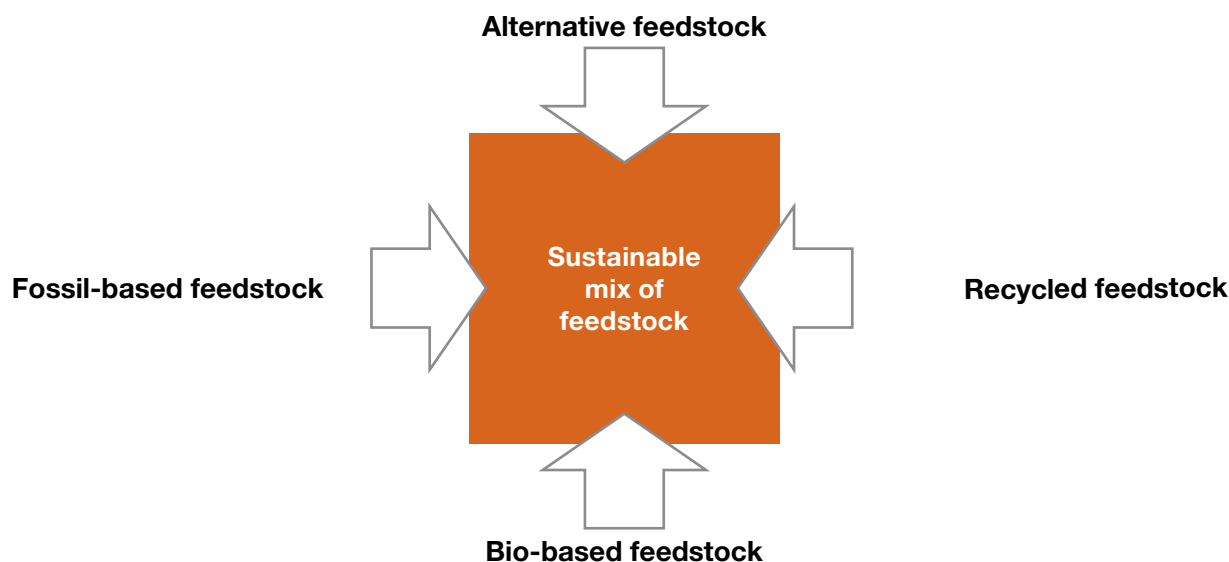 Alternative feedstock
Fossil-based feedstock
Sustainable
mix of
feedstock
Recycled feedstock
Bio-based feedstock